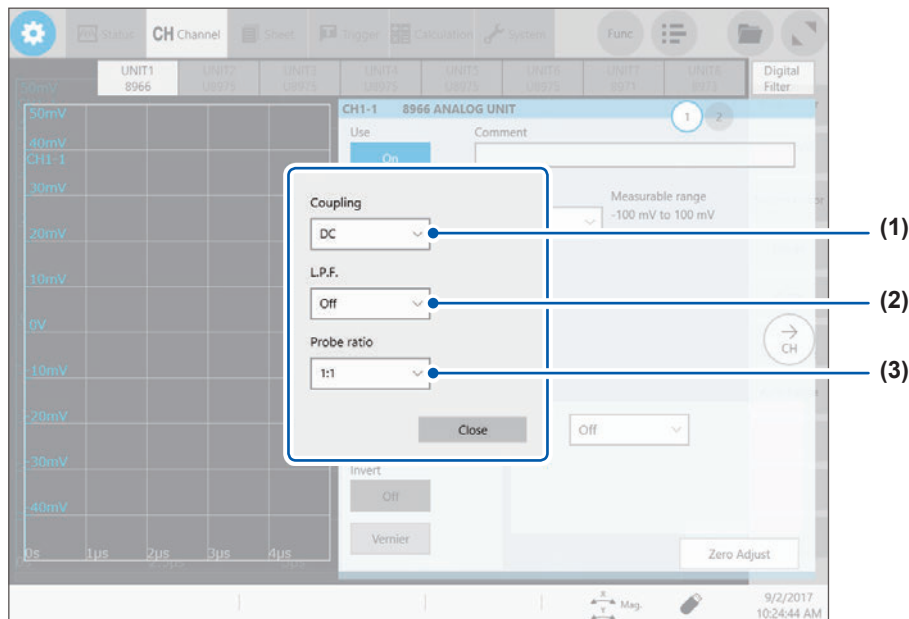 Status CH Channel Sheet Trigger Calculation System Func
UNIT1 UNIT2 UNIT3 UNIT4 UNIT5 UNIT6 UNIT7 UNIT8 Digital
8966 U8975 U8975 U8975 U8975 U8975 8971 8973 Filter
50mV
50mV
CH1-1 8966 ANALOG UNIT
1 2
Use Comment
On
40mV
CH1-1
30mV
Coupling
Measurable range
DC
-100 mV to 100 mV
(1)
20mV
L.P.F.
10mV
Off
(2)
0V
CH
Probe ratio
1:1
(3)
-10mV
-20mV
Close
Off
-30mV
Invert
Off
-40mV
Vernier
0s 1µs 2µs 3µs 4µs
Zero Adjust
X
Y
Mag.
9/2/2017
10:24:44 AM